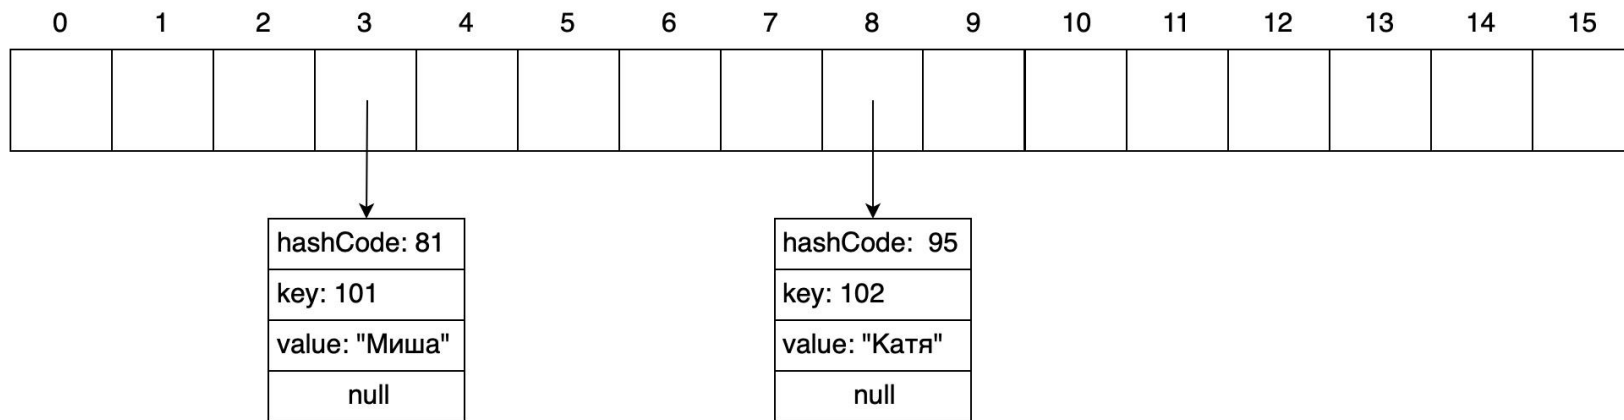 0 1 2 3 4 5 6 7 8 9 10 11 12 13 14 15
hashCode: 81
key: 101
value: "Миша"
null
hashCode: 95
key: 102
value: "Катя"
null